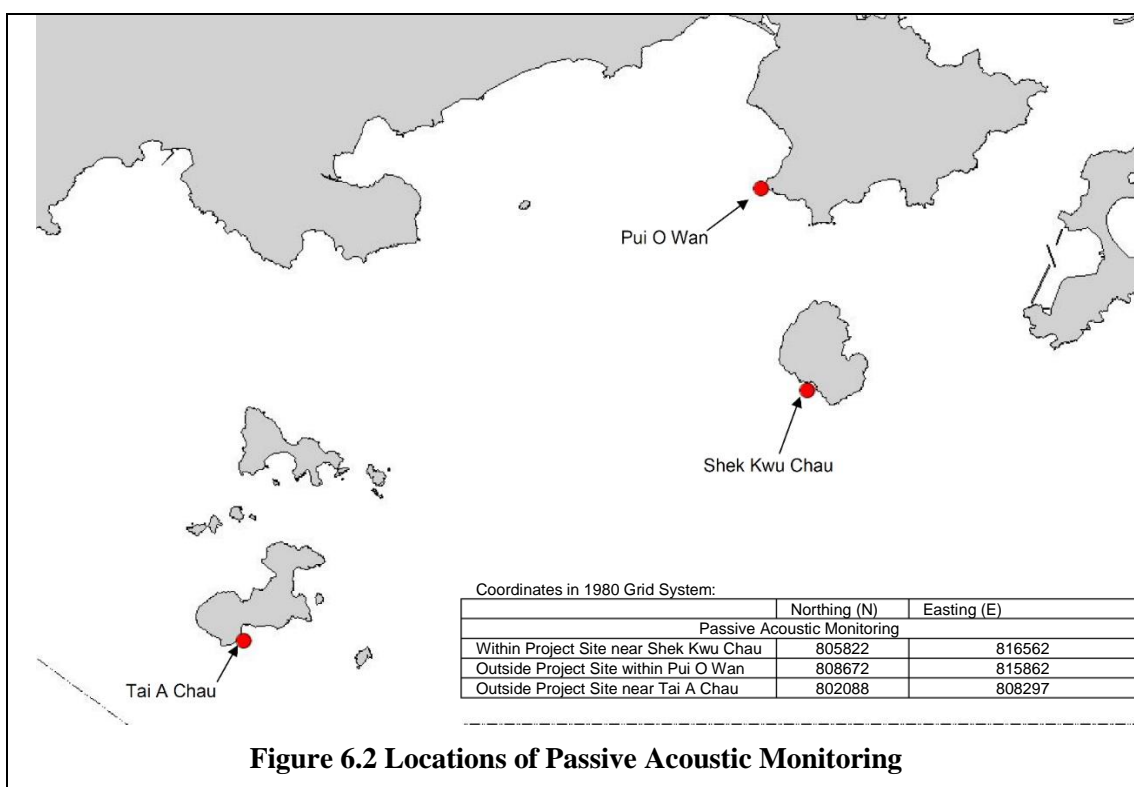 Pui O Wan
Shek Kwu Chau
Tai A Chau
Coordinates in 1980 Grid System:
Northing (N) Easting (E)
Passive Acoustic Monitoring
Within Project Site near Shek Kwu Chau 805822 816562
Outside Project Site within Pui O Wan 808672 815862
Outside Project Site near Tai A Chau 802088 808297
Figure 6.2 Locations of Passive Acoustic Monitoring